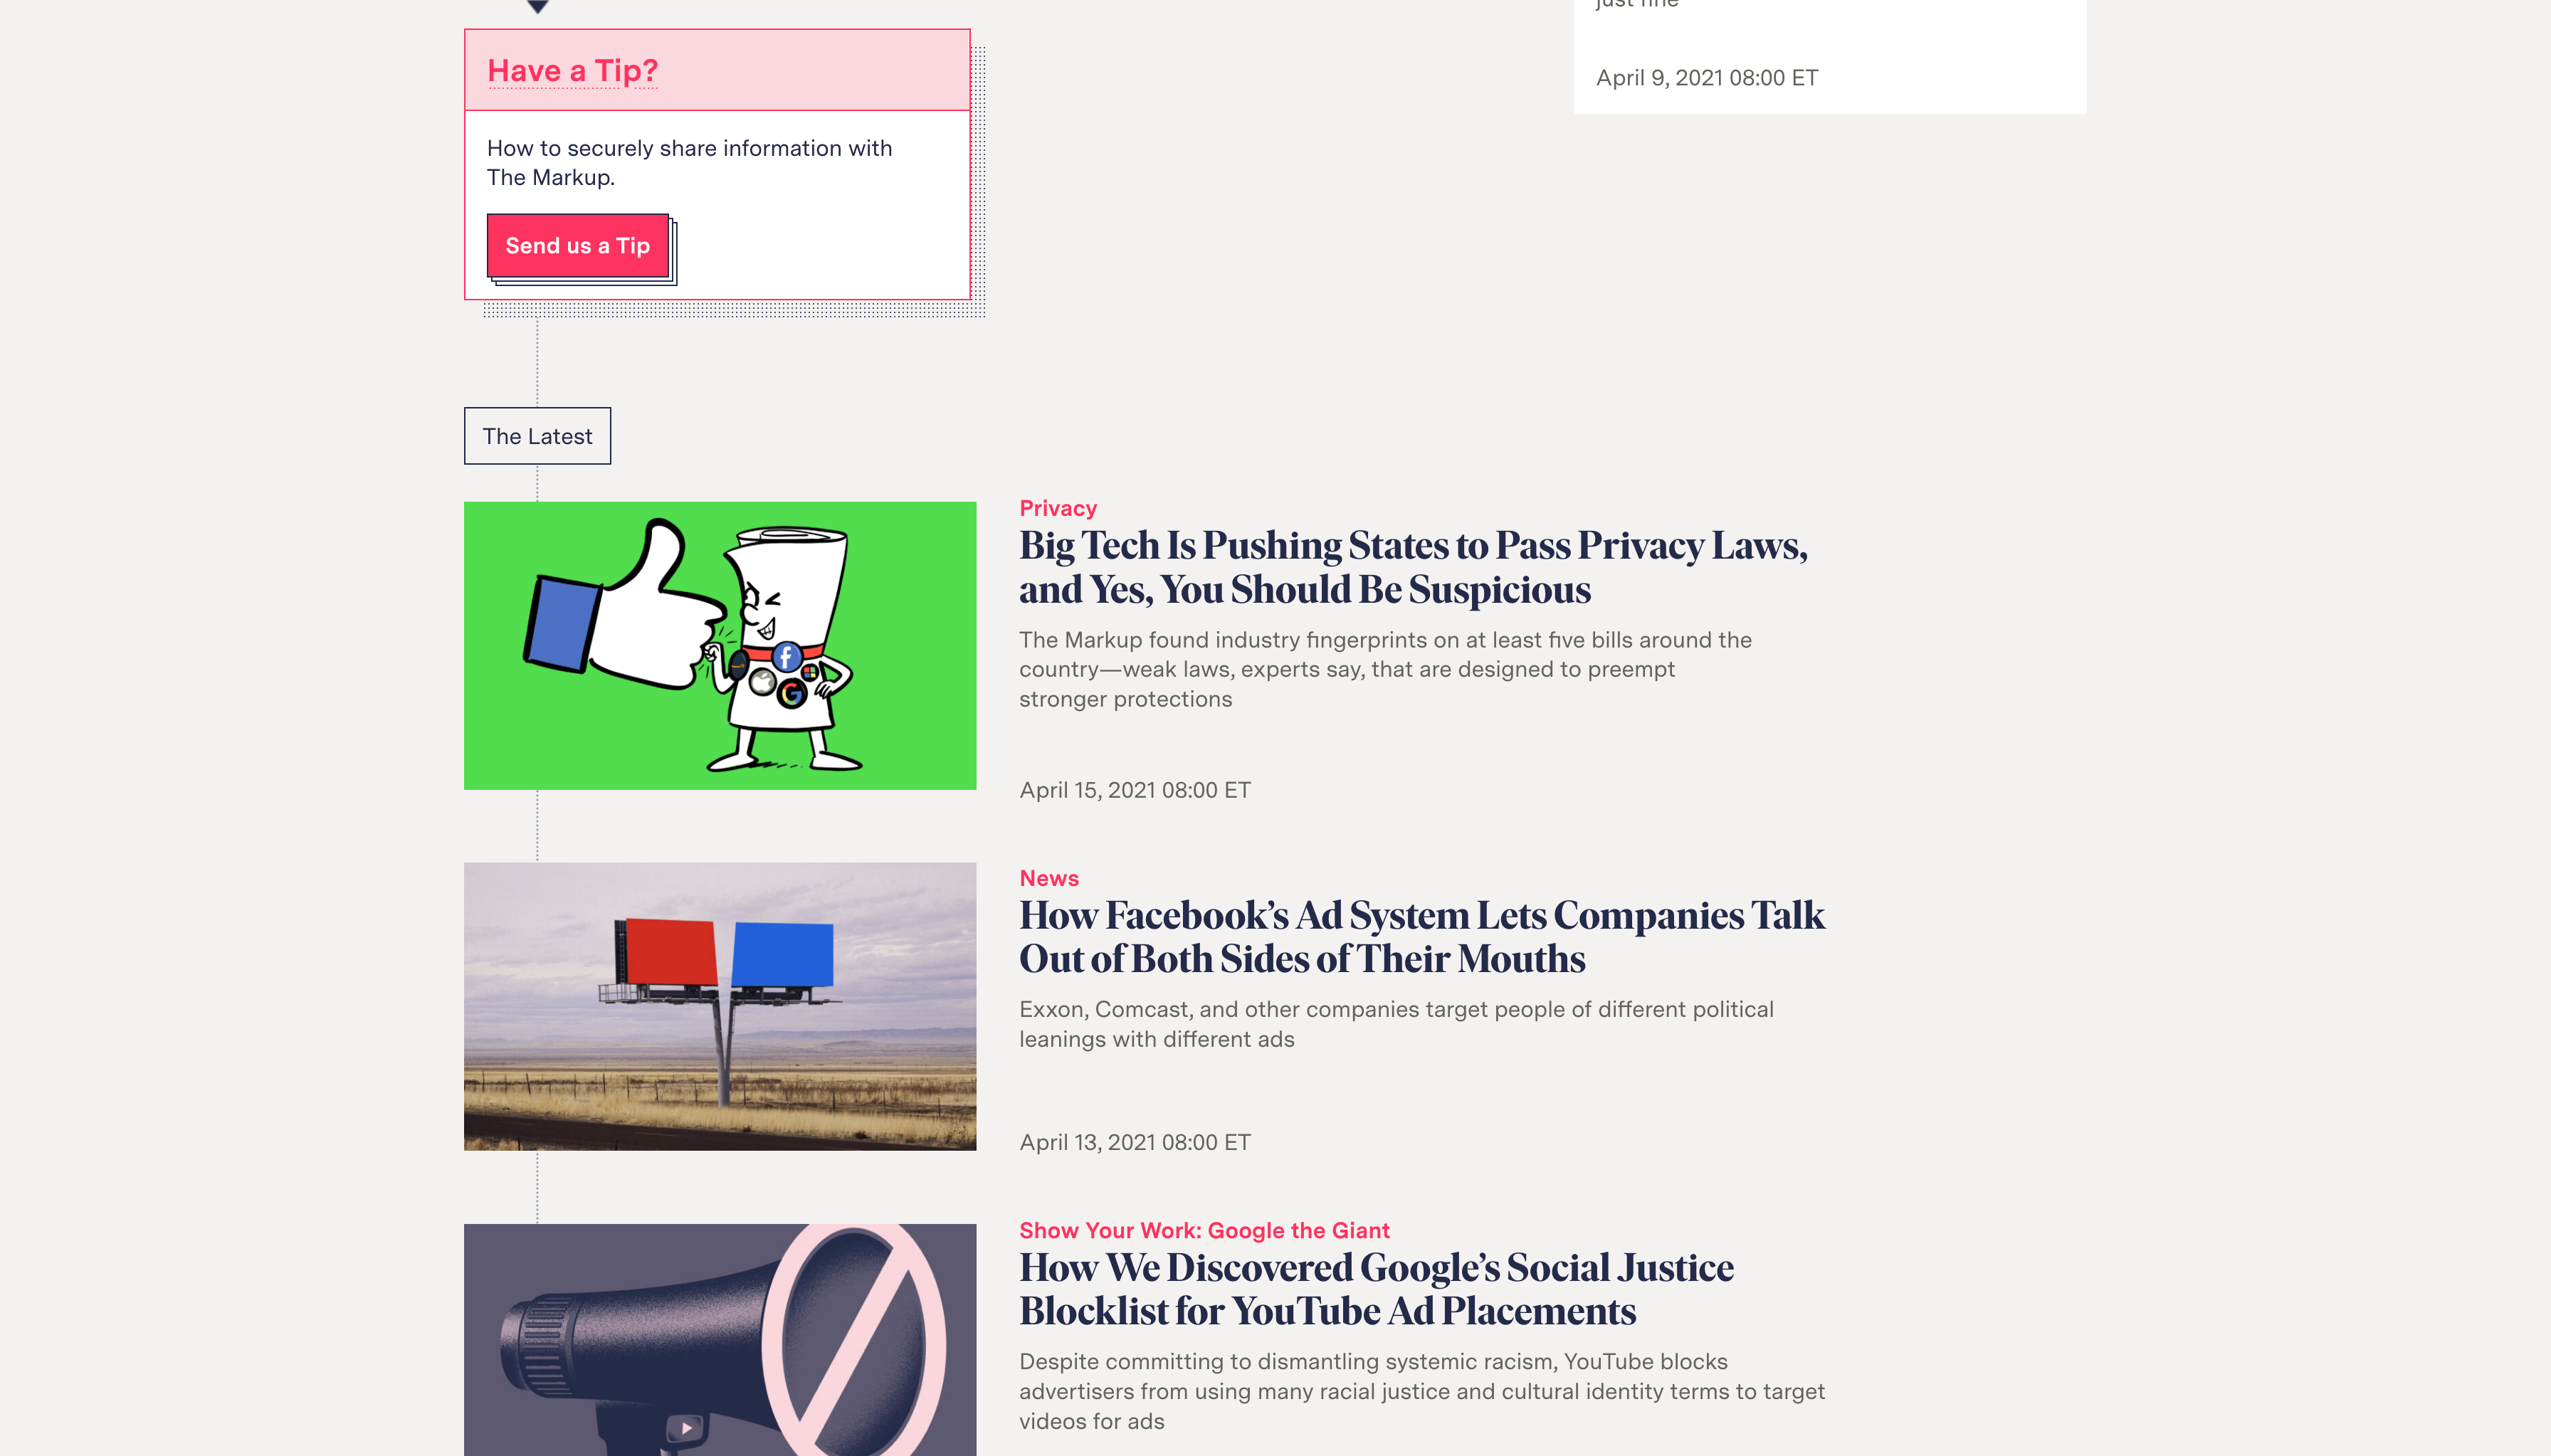 just fine
April 9, 2021 08:00 ET
Have a Tip?
How to securely share information with
The Markup.
Send us a Tip
The Latest
Privacy
Big Tech Is Pushing States to Pass Privacy Laws,
and Yes, You Should Be Suspicious
The Markup found industry fingerprints on at least five bills around the
country—weak laws, experts say, that are designed to preempt
stronger protections
April 15, 2021 08:00 ET
News
How Facebook’s Ad System Lets Companies Talk
Out of Both Sides of Their Mouths
Exxon, Comcast, and other companies target people of different political
leanings with different ads
April 13, 2021 08:00 ET
Show Your Work: Google the Giant
How We Discovered Google’s Social Justice
Blocklist for YouTube Ad Placements
Despite committing to dismantling systemic racism, YouTube blocks
advertisers from using many racial justice and cultural identity terms to target
videos for ads